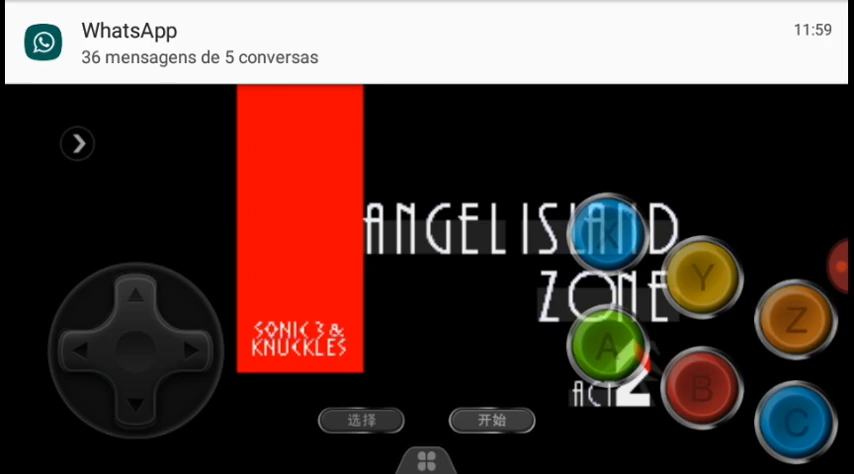 WhatsApp
11:59
36 mensagens de 5 conversas
ANGEL ISLAND
ZONE
ACT 2
SONIC 3 &
KNUCKLES
X
Y
Z
A
B
C
选择
开始